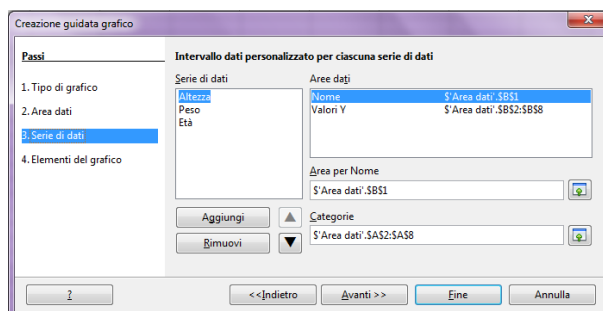 Creazione guidata grafico
Passi
1. Tipo di grafico
2. Area dati
3. Serie di dati
4. Elementi del grafico
Intervallo dati personalizzato per ciascuna serie di dati
Serie di dati
Altezza
Peso
Età
Aree dati
Nome $'Area dati'.$B$1
Valori Y $'Area dati'.$B$2:$B$8
Area per Nome
$'Area dati'.$B$1
Aggiungi
Rimuovi
Categorie
$'Area dati'.$A$2:$A$8
?
<<Indietro
Avanti >>
Fine
Annulla